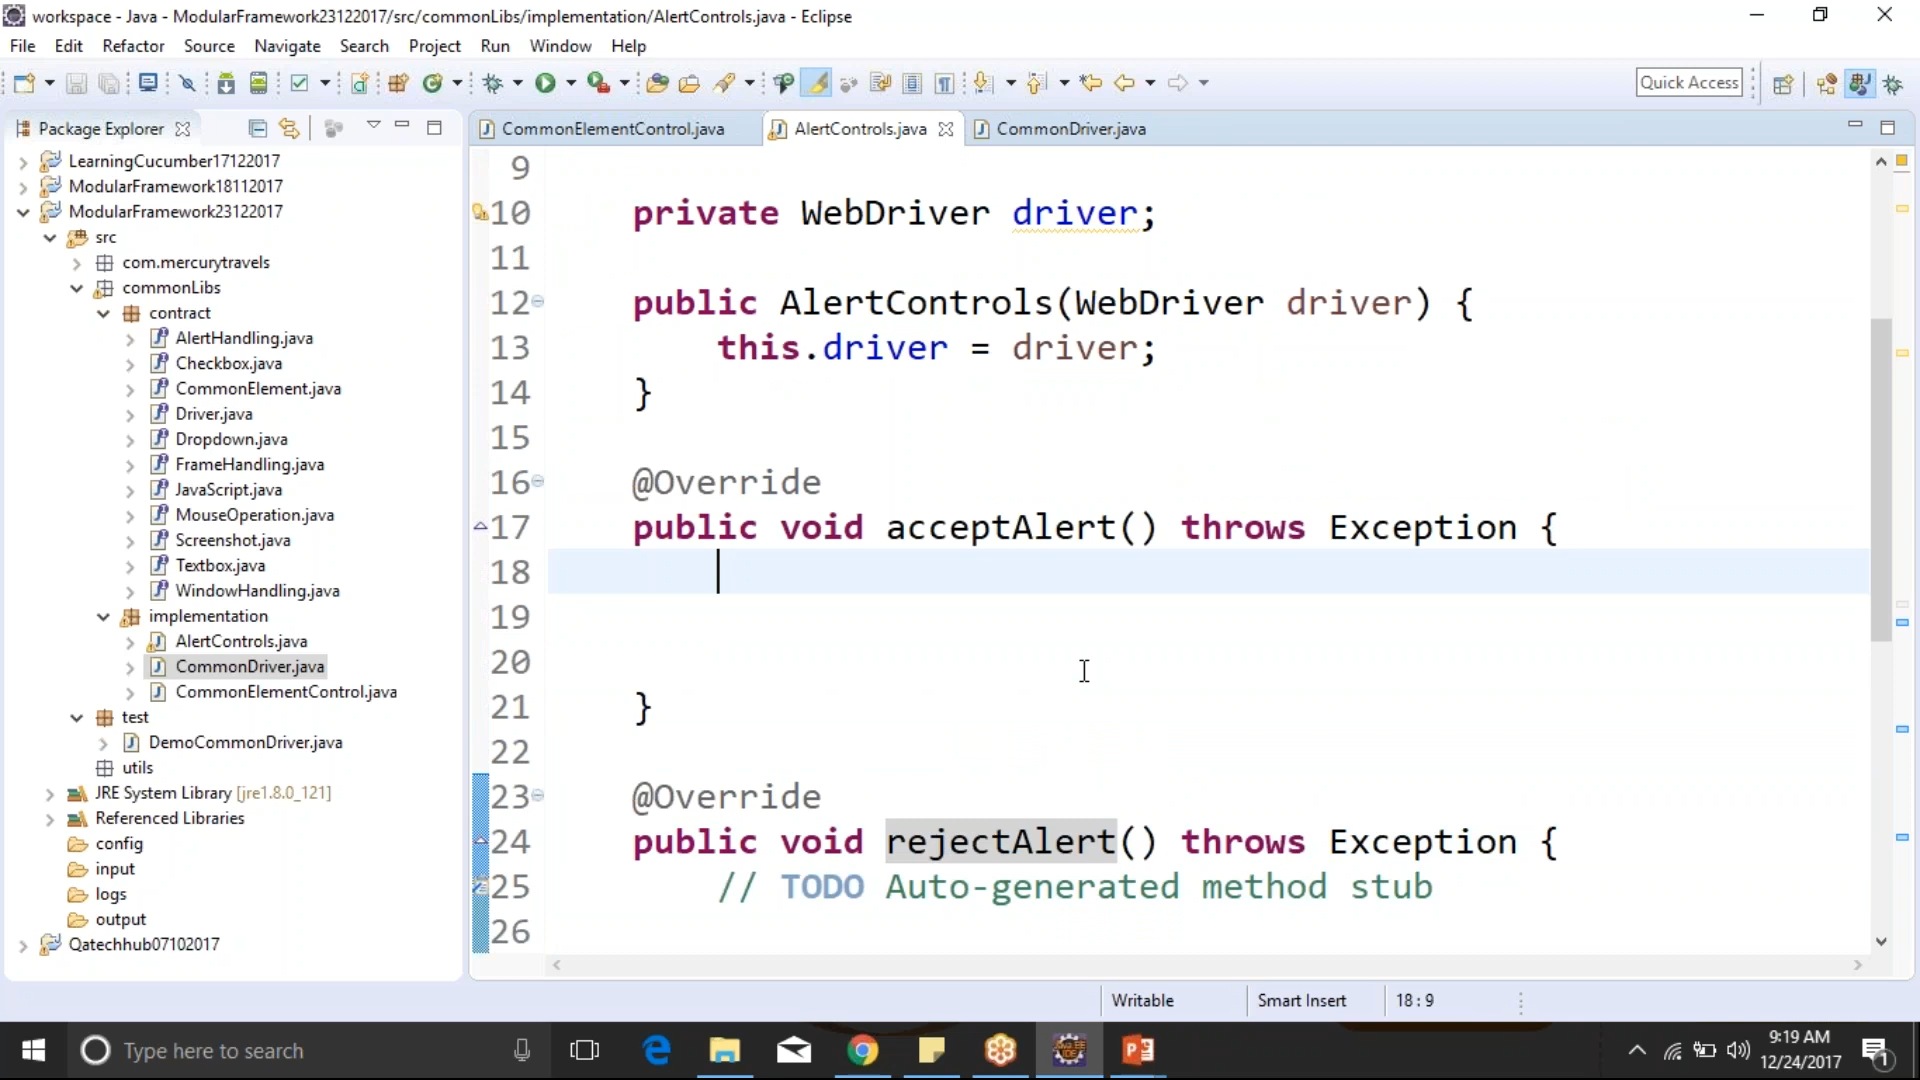 workspace - Java - ModularFramework23122017/src/commonLibs/implementation/AlertControls.java - Eclipse
File Edit Refactor Source Navigate Search Project Run Window Help
Quick Access
Package Explorer
CommonElementControl.java AlertControls.java CommonDriver.java
LearningCucumber17122017
ModularFramework18112017
ModularFramework23122017
src
com.mercurytravels
commonLibs
contract
AlertHandling.java
Checkbox.java
CommonElement.java
Driver.java
Dropdown.java
FrameHandling.java
JavaScript.java
MouseOperation.java
Screenshot.java
Textbox.java
WindowHandling.java
implementation
AlertControls.java
CommonDriver.java
CommonElementControl.java
test
DemoCommonDriver.java
utils
JRE System Library [jre1.8.0_121]
Referenced Libraries
config
input
logs
output
Qatechhub07102017
9
10 private WebDriver driver;
11
12 public AlertControls(WebDriver driver) {
13 this.driver = driver;
14 }
15
16 @Override
17 public void acceptAlert() throws Exception {
18
19
20
21 }
22
23 @Override
24 public void rejectAlert() throws Exception {
25 // TODO Auto-generated method stub
26
Writable Smart Insert 18 : 9
Type here to search
9:19 AM
12/24/2017
1